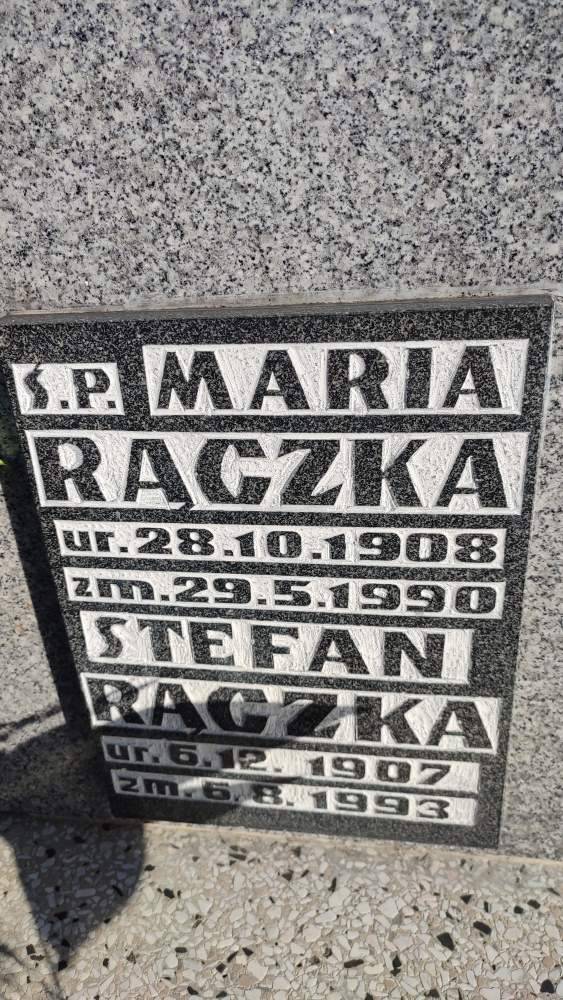 Ś.P. MARIA
RĄCZKA
ur. 28.10.1908
zm. 29.5.1990
STEFAN
RĄCZKA
ur. 6.12. 1907
zm. 6.8. 1993